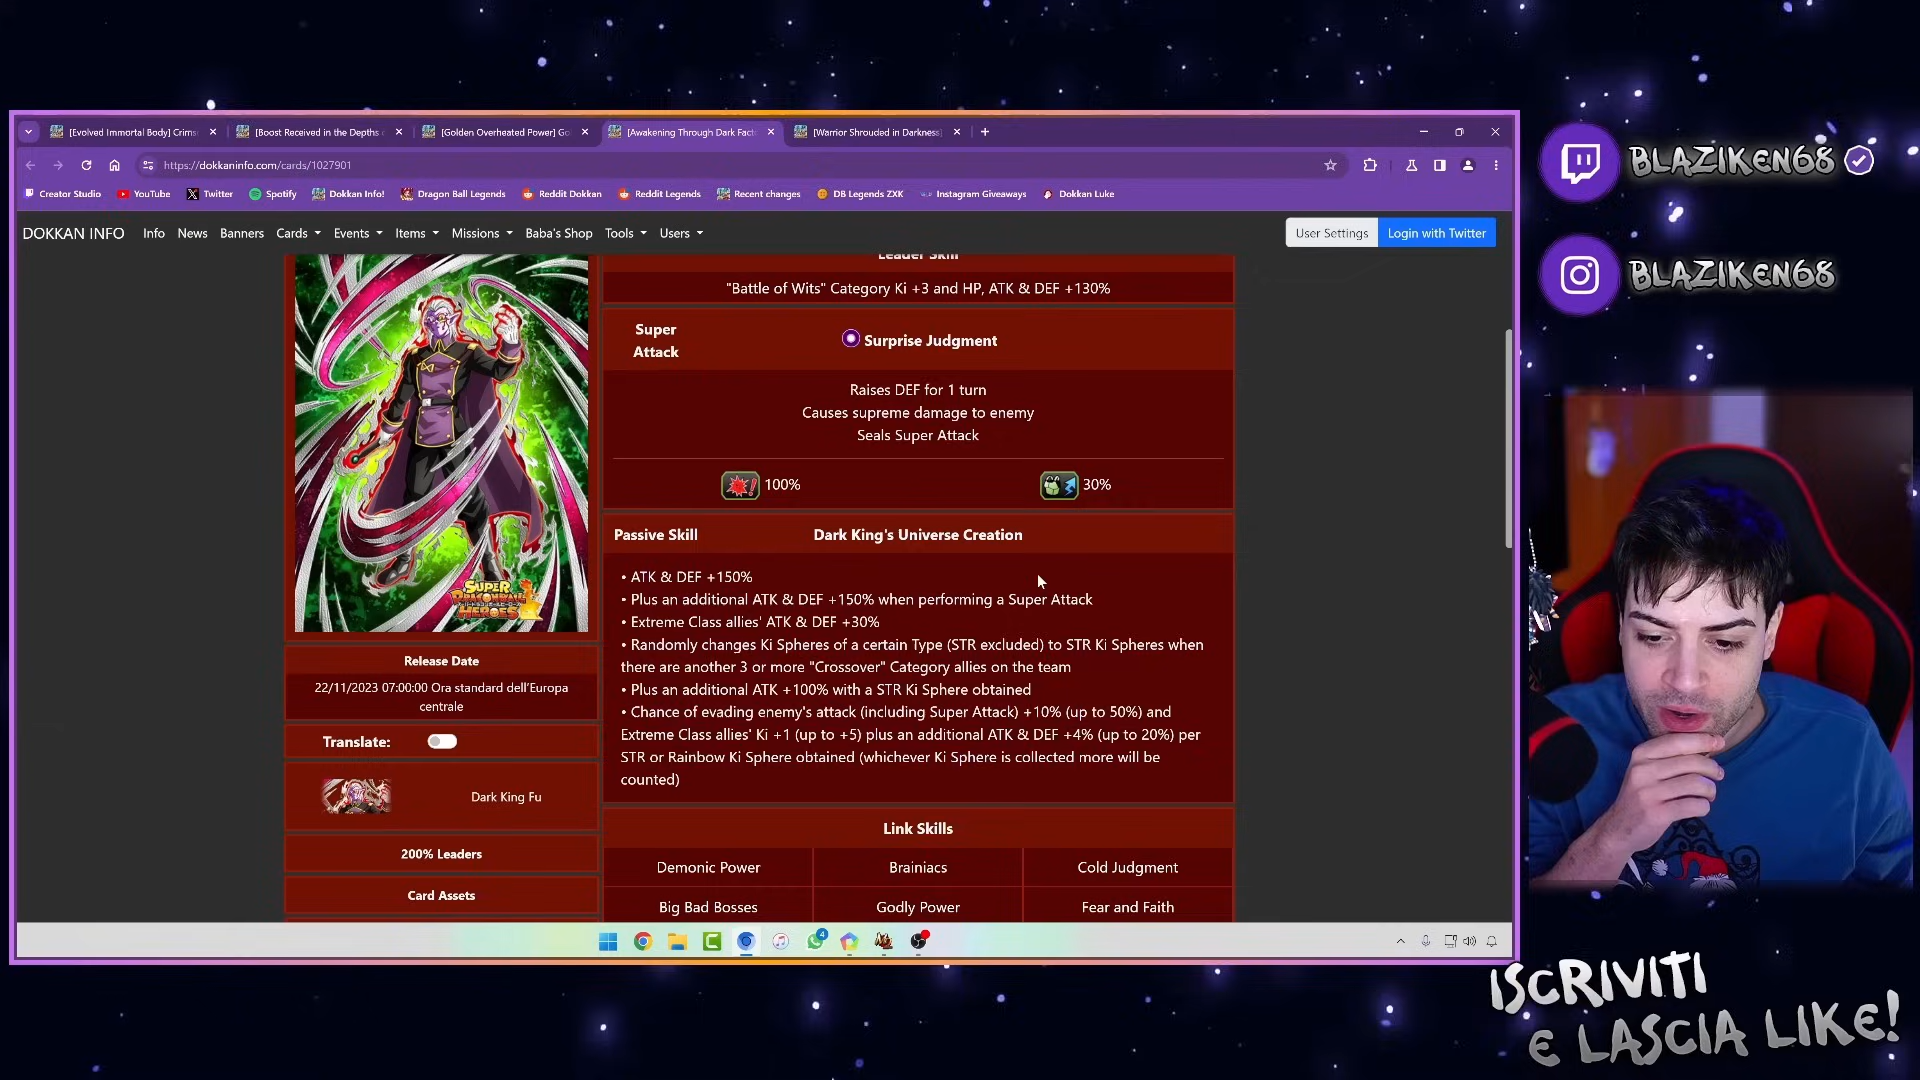 [Evolved Immortal Body] Crims
[Boost Received in the Depths
[Golden Overheated Power] Go
[Awakening Through Dark Fact
[Warrior Shrouded in Darkness]
https://dokkaninfo.com/cards/1027901
Creator Studio YouTube Twitter Spotify Dokkan Info! Dragon Ball Legends Reddit Dokkan Reddit Legends Recent changes DB Legends ZXK Instagram Giveaways Dokkan Luke
DOKKAN INFO Info News Banners Cards Events Items Missions Baba's Shop Tools Users User Settings Login with Twitter
Leader Skill
"Battle of Wits" Category Ki +3 and HP, ATK & DEF +130%
Super
Attack
Surprise Judgment
Raises DEF for 1 turn
Causes supreme damage to enemy
Seals Super Attack
100% 30%
Passive Skill Dark King's Universe Creation
• ATK & DEF +150%
• Plus an additional ATK & DEF +150% when performing a Super Attack
• Extreme Class allies' ATK & DEF +30%
• Randomly changes Ki Spheres of a certain Type (STR excluded) to STR Ki Spheres when
there are another 3 or more "Crossover" Category allies on the team
• Plus an additional ATK +100% with a STR Ki Sphere obtained
• Chance of evading enemy's attack (including Super Attack) +10% (up to 50%) and
Extreme Class allies' Ki +1 (up to +5) plus an additional ATK & DEF +4% (up to 20%) per
STR or Rainbow Ki Sphere obtained (whichever Ki Sphere is collected more will be
counted)
Link Skills
Demonic Power Brainiacs Cold Judgment
Big Bad Bosses Godly Power Fear and Faith
SUPER
DRAGONBALL
HEROES
Release Date
22/11/2023 07:00:00 Ora standard dell'Europa
centrale
Translate:
Dark King Fu
200% Leaders
Card Assets
4
BLAZIKEN68
BLAZIKEN68
ISCRIVITI
E LASCIA LIKE!